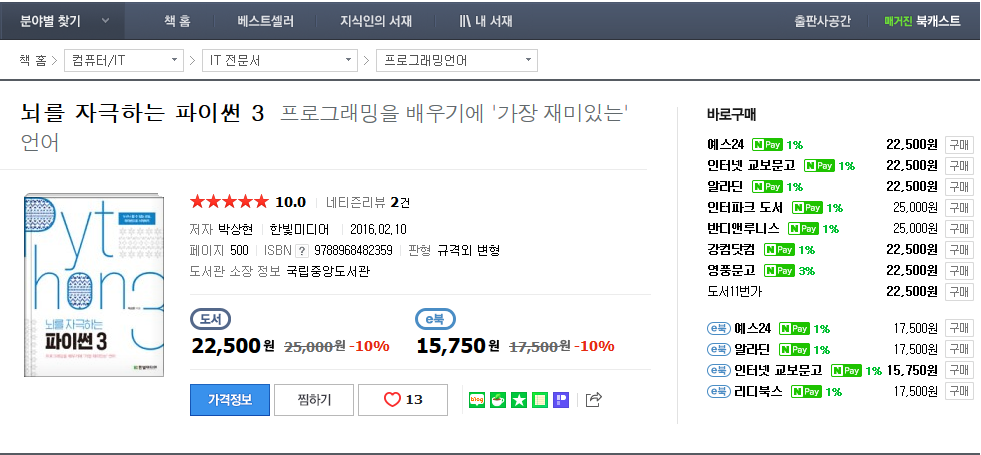 분야별 찾기 책 홈 베스트셀러 지식인의 서재 내 서재 출판사공간 매거진 북캐스트
책 홈 컴퓨터/IT IT 전문서 프로그래밍언어
뇌를 자극하는 파이썬 3 프로그래밍을 배우기에 '가장 재미있는'
언어
Python3
뇌를 자극하는
파이썬 3
한빛미디어
★★★★★ 10.0 네티즌리뷰 2건
저자 박상현 한빛미디어 2016.02.10
페이지 500 ISBN ? 9788968482359 판형 규격외 변형
도서관 소장 정보 국립중앙도서관
도서
22,500원 25,000원 -10%
e북
15,750원 17,500원 -10%
가격정보 찜하기 13 blog
바로구매
예스24 N Pay 1% 22,500원 구매
인터넷 교보문고 N Pay 1% 22,500원 구매
알라딘 N Pay 1% 22,500원 구매
인터파크 도서 N Pay 1% 25,000원 구매
반디앤루니스 N Pay 1% 25,000원 구매
강컴닷컴 N Pay 1% 22,500원 구매
영풍문고 N Pay 3% 22,500원 구매
도서11번가 22,500원 구매
e북 예스24 N Pay 1% 17,500원 구매
e북 알라딘 N Pay 1% 17,500원 구매
e북 인터넷 교보문고 N Pay 1% 15,750원 구매
e북 리디북스 N Pay 1% 17,500원 구매